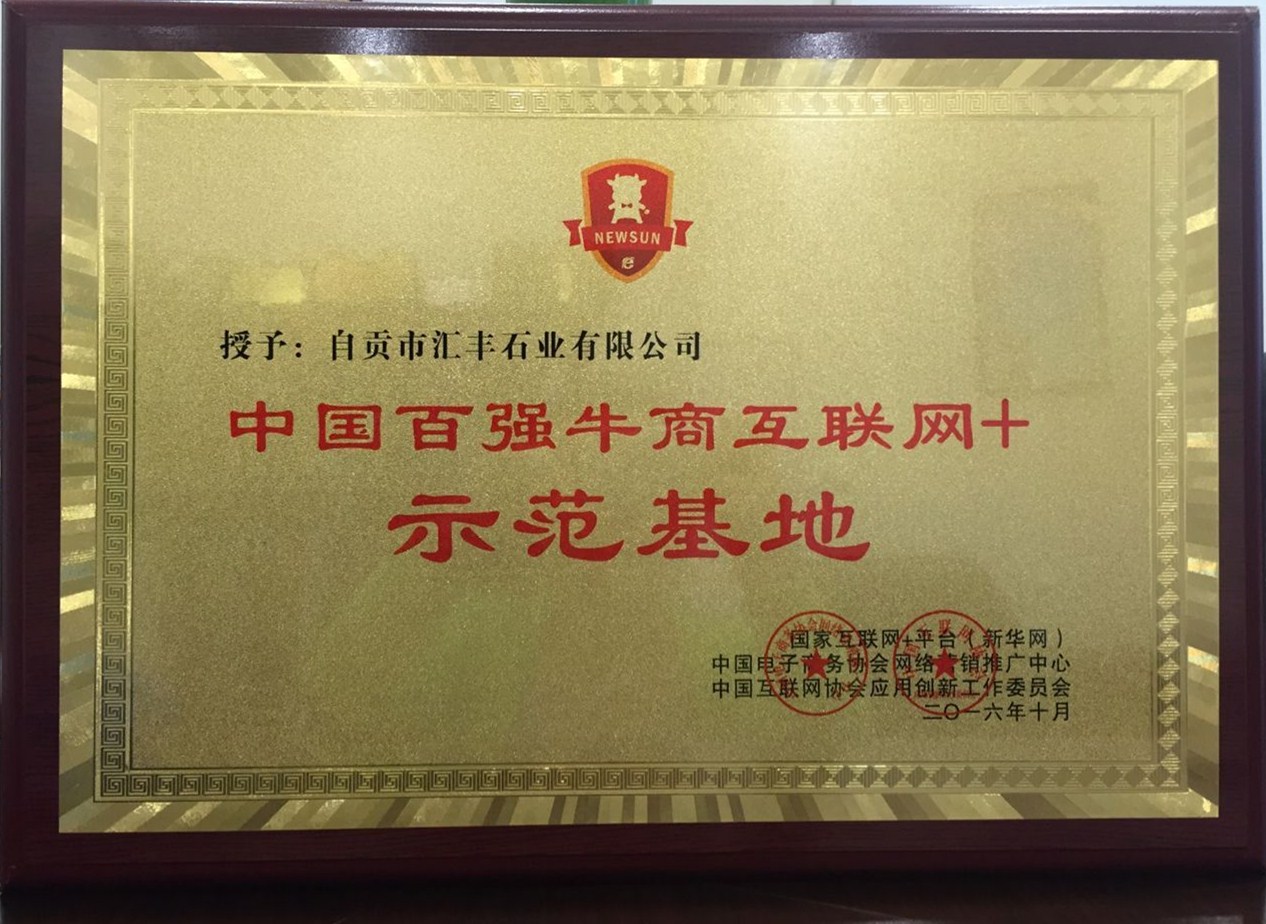 NEWSUN
授予：自贡市汇丰石业有限公司
中国百强牛商互联网+
示范基地
国家互联网+平台（新华网）
中国电子商务协会网络营销推广中心
中国互联网协会应用创新工作委员会
二〇一六年十月